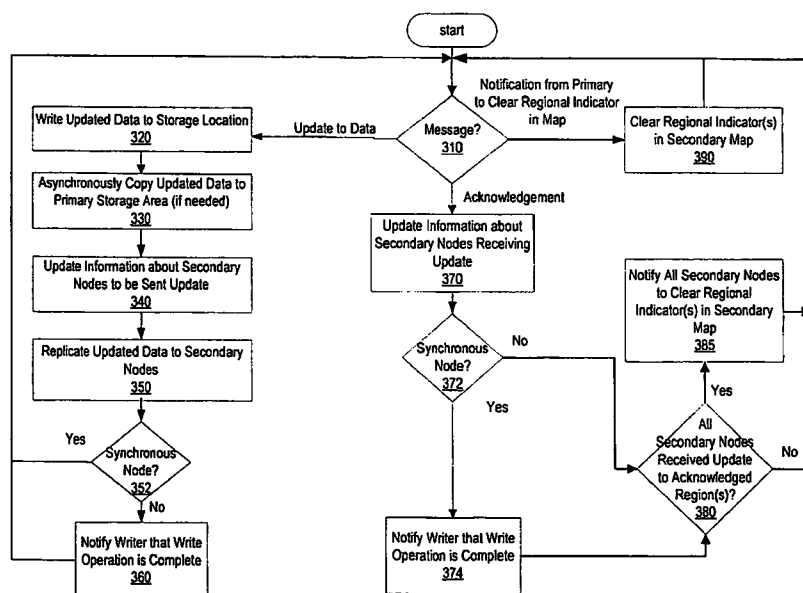 start
Notification from Primary
to Clear Regional Indicator
in Map
Write Updated Data to Storage Location
320
Update to Data
Message?
310
Clear Regional Indicator(s)
in Secondary Map
390
Asynchronously Copy Updated Data to
Primary Storage Area (if needed)
330
Acknowledgement
Update Information about
Secondary Nodes Receiving
Update
370
Update Information about Secondary
Nodes to be Sent Update
340
Notify All Secondary Nodes
to Clear Regional
Indicator(s) in Secondary
Map
385
Replicate Updated Data to Secondary
Nodes
350
Synchronous
Node?
372
No
Yes
Yes
Yes
Synchronous
Node?
352
No
All
Secondary Nodes
Received Update
to Acknowledged
Region(s)?
380
No
Notify Writer that Write
Operation is Complete
360
Notify Writer that Write
Operation is Complete
374